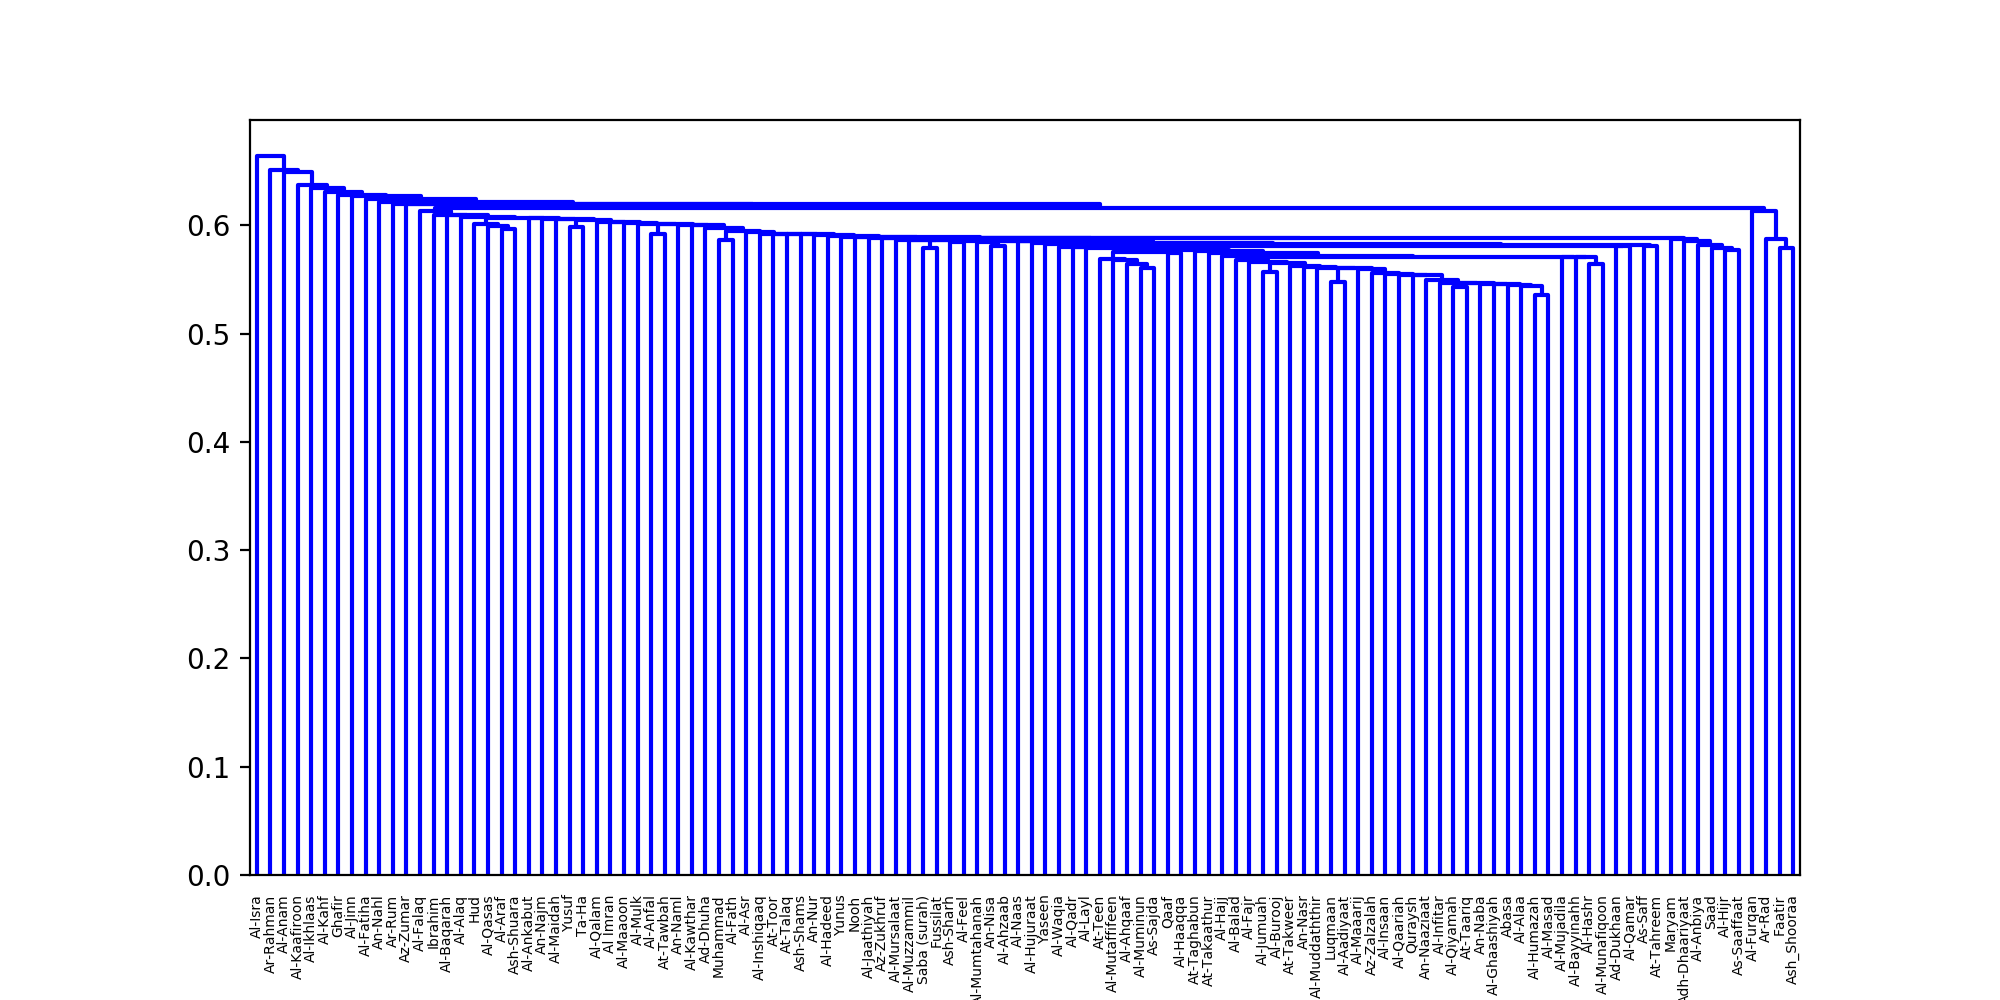 0.6
0.5
0.4
0.3
0.2
0.1
0.0
Al-Isra
Ar-Rahman
Al-Anam
Al-Kaafiroon
Al-Ikhlaas
Al-Kahf
Ghafir
Al-Jinn
Al-Fatiha
An-Nahl
Ar-Rum
Az-Zumar
Al-Falaq
Ibrahim
Al-Baqarah
Al-Alaq
Hud
Al-Qasas
Al-Araf
Ash-Shuara
Al-Ankabut
An-Najm
Al-Maidah
Yusuf
Ta-Ha
Al-Qalam
Al Imran
Al-Maaoon
Al-Mulk
Al-Anfal
At-Tawbah
An-Naml
Al-Kawthar
Ad-Dhuha
Muhammad
Al-Fath
Al-Asr
Al-Inshiqaaq
At-Toor
At-Talaq
Ash-Shams
An-Nur
Al-Hadeed
Yunus
Nooh
Al-Jaathiyah
Az-Zukhruf
Al-Mursalaat
Al-Muzzammil
Saba (surah)
Fussilat
Ash-Sharh
Al-Feel
Al-Mumtahanah
An-Nisa
Al-Ahzaab
Al-Naas
Al-Hujuraat
Yaseen
Al-Waqia
Al-Qadr
Al-Layl
At-Teen
Al-Mutaffifeen
Al-Ahqaaf
Al-Muminun
As-Sajda
Qaaf
Al-Haaqqa
At-Taghabun
At-Takaathur
Al-Hajj
Al-Balad
Al-Fajr
Al-Jumuah
Al-Burooj
At-Takweer
An-Nasr
Al-Muddaththir
Luqmaan
Al-Aadiyaat
Al-Maaarij
Az-Zalzalah
Al-Insaan
Al-Qaariah
Quraysh
An-Naaziaat
Al-Infitar
Al-Qiyamah
At-Taariq
An-Naba
Al-Ghaashiyah
Abasa
Al-Alaa
Al-Humazah
Al-Masad
Al-Mujadila
Al-Bayyinahh
Al-Hashr
Al-Munafiqoon
Ad-Dukhaan
Al-Qamar
As-Saff
At-Tahreem
Maryam
Adh-Dhaariyaat
Al-Anbiya
Saad
Al-Hijr
As-Saaffaat
Al-Furqan
Ar-Rad
Faatir
Ash_Shooraa